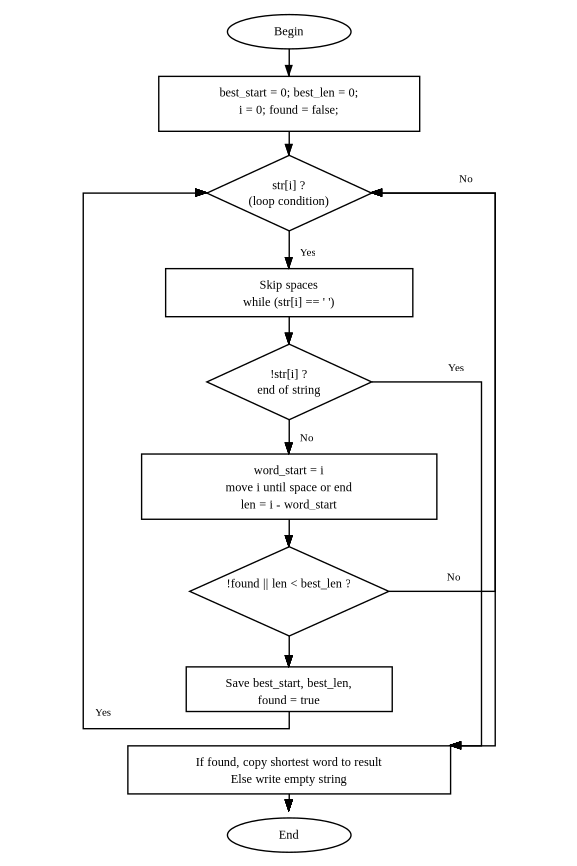 Begin
best_start = 0; best_len = 0;
i = 0; found = false;
No
str[i] ?
(loop condition)
Yes
Skip spaces
while (str[i] == ' ')
Yes
!str[i] ?
end of string
No
word_start = i
move i until space or end
len = i - word_start
No
!found || len < best_len ?
Save best_start, best_len,
found = true
Yes
If found, copy shortest word to result
Else write empty string
End